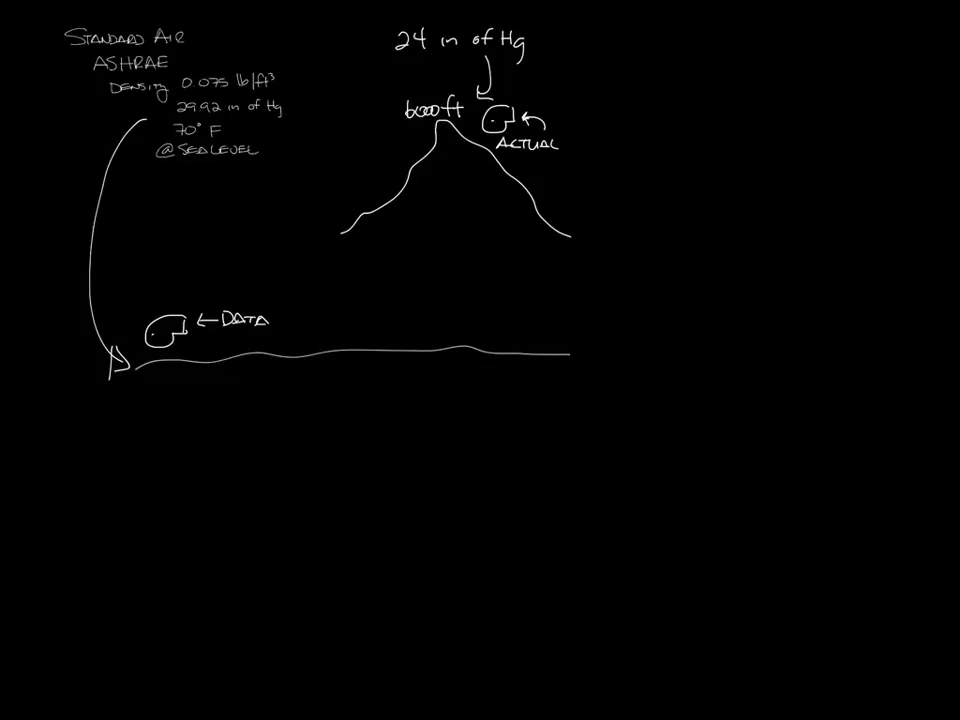 STANDARD AIR
ASHRAE
DENSITY 0.075 lb/ft³
29.92 in of Hg
70° F
@ SEA LEVEL
24 in of Hg
6000 ft
ACTUAL
← DATA